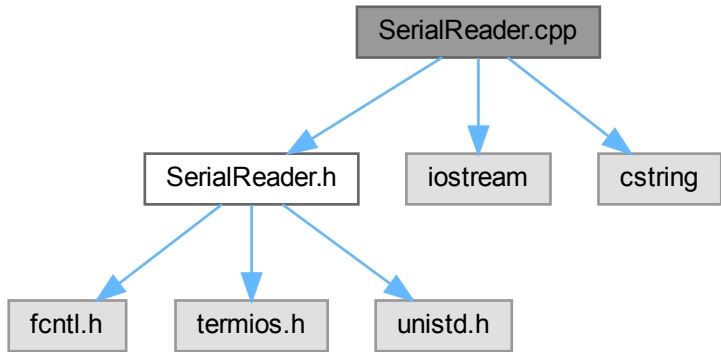 SerialReader.cpp
SerialReader.h
iostream
cstring
fcntl.h
termios.h
unistd.h